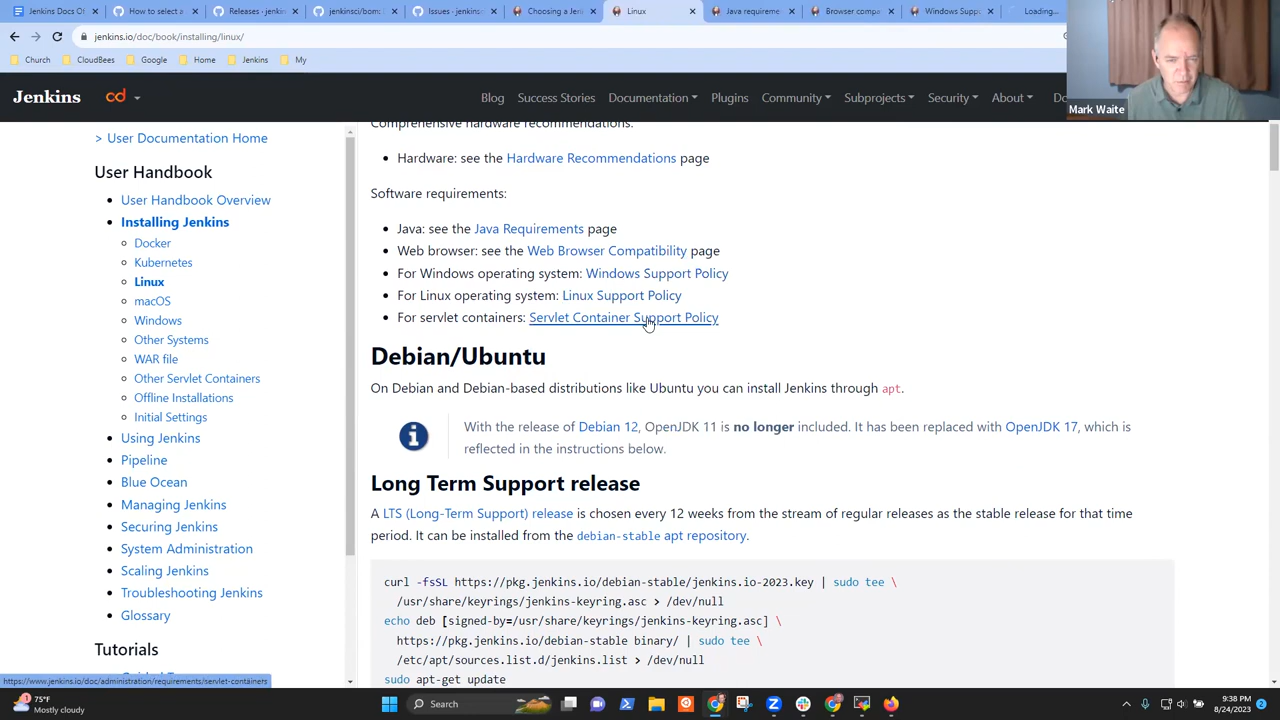 Jenkins Docs Of
How to select a
Releases · jenk
jenkinsci/bom:
Issues · jenkins
Choosing a Jen
Linux
Java requireme
Browser compa
Windows Supp
Loading...
jenkins.io/doc/book/installing/linux/
Church
CloudBees
Google
Home
Jenkins
My
Mark Waite
Jenkins
cd
Blog
Success Stories
Documentation
Plugins
Community
Subprojects
Security
About
> User Documentation Home
User Handbook
User Handbook Overview
Installing Jenkins
Docker
Kubernetes
Linux
macOS
Windows
Other Systems
WAR file
Other Servlet Containers
Offline Installations
Initial Settings
Using Jenkins
Pipeline
Blue Ocean
Managing Jenkins
Securing Jenkins
System Administration
Scaling Jenkins
Troubleshooting Jenkins
Glossary
Tutorials
Comprehensive hardware recommendations:
Hardware: see the Hardware Recommendations page
Software requirements:
Java: see the Java Requirements page
Web browser: see the Web Browser Compatibility page
For Windows operating system: Windows Support Policy
For Linux operating system: Linux Support Policy
For servlet containers: Servlet Container Support Policy
Debian/Ubuntu
On Debian and Debian-based distributions like Ubuntu you can install Jenkins through apt.
With the release of Debian 12, OpenJDK 11 is no longer included. It has been replaced with OpenJDK 17, which is
reflected in the instructions below.
Long Term Support release
A LTS (Long-Term Support) release is chosen every 12 weeks from the stream of regular releases as the stable release for that time
period. It can be installed from the debian-stable apt repository.
curl -fsSL https://pkg.jenkins.io/debian-stable/jenkins.io-2023.key | sudo tee \
/usr/share/keyrings/jenkins-keyring.asc > /dev/null
echo deb [signed-by=/usr/share/keyrings/jenkins-keyring.asc] \
https://pkg.jenkins.io/debian-stable binary/ | sudo tee \
/etc/apt/sources.list.d/jenkins.list > /dev/null
sudo apt-get update
https://www.jenkins.io/doc/administration/requirements/servlet-containers
75°F
Mostly cloudy
Search
9:38 PM
8/24/2023